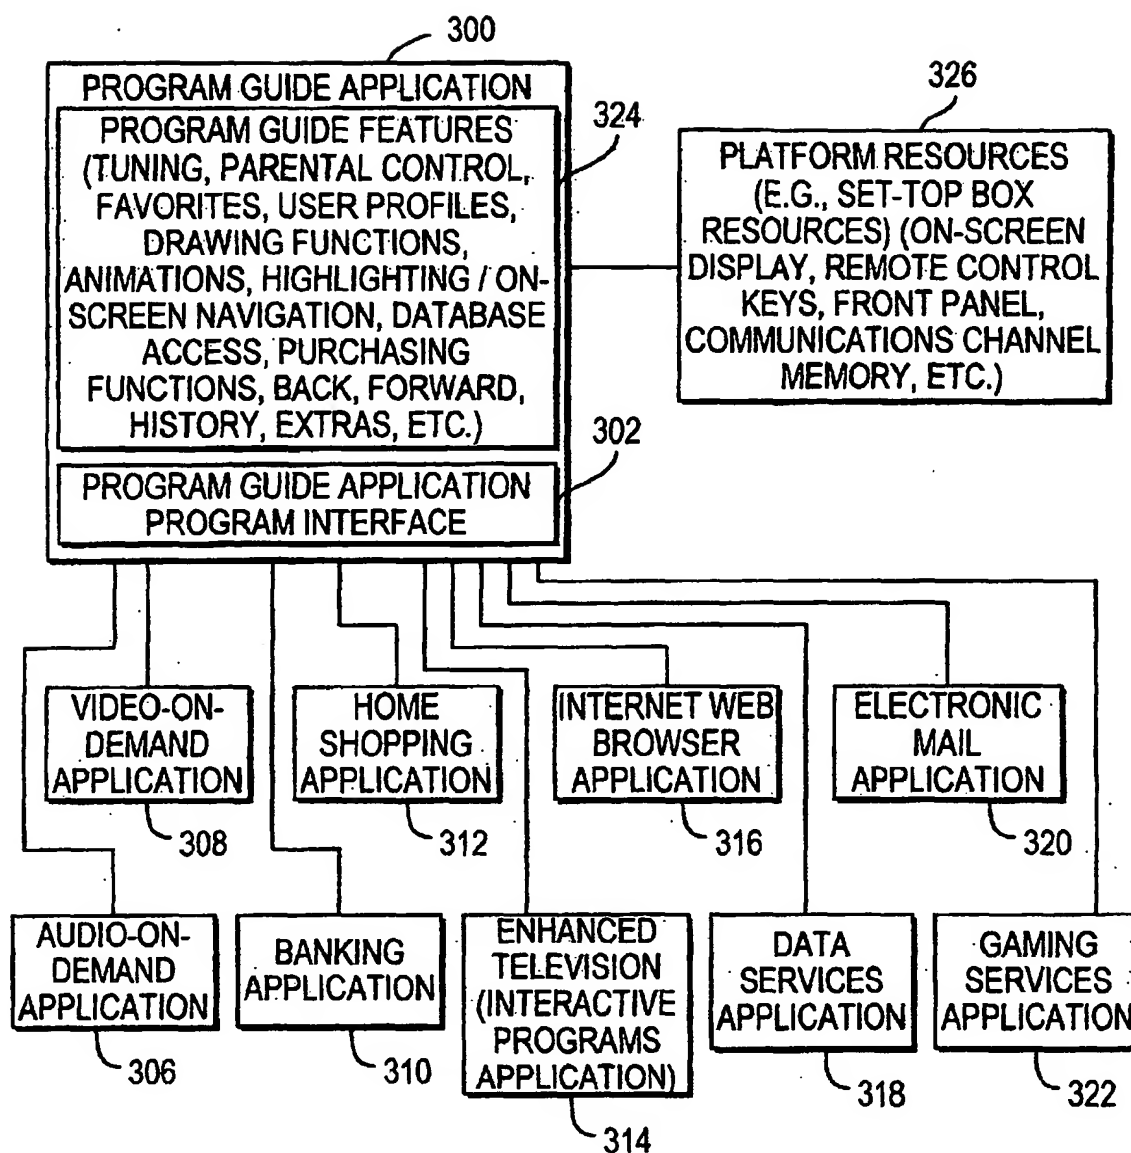 300
PROGRAM GUIDE APPLICATION
PROGRAM GUIDE FEATURES
(TUNING, PARENTAL CONTROL,
FAVORITES, USER PROFILES,
DRAWING FUNCTIONS,
ANIMATIONS, HIGHLIGHTING / ON-
SCREEN NAVIGATION, DATABASE
ACCESS, PURCHASING
FUNCTIONS, BACK, FORWARD,
HISTORY, EXTRAS, ETC.)
324
302
PROGRAM GUIDE APPLICATION
PROGRAM INTERFACE
326
PLATFORM RESOURCES
(E.G., SET-TOP BOX
RESOURCES) (ON-SCREEN
DISPLAY, REMOTE CONTROL
KEYS, FRONT PANEL,
COMMUNICATIONS CHANNEL
MEMORY, ETC.)
VIDEO-ON-
DEMAND
APPLICATION
308
HOME
SHOPPING
APPLICATION
312
INTERNET WEB
BROWSER
APPLICATION
316
ELECTRONIC
MAIL
APPLICATION
320
AUDIO-ON-
DEMAND
APPLICATION
306
BANKING
APPLICATION
310
ENHANCED
TELEVISION
(INTERACTIVE
PROGRAMS
APPLICATION)
314
DATA
SERVICES
APPLICATION
318
GAMING
SERVICES
APPLICATION
322